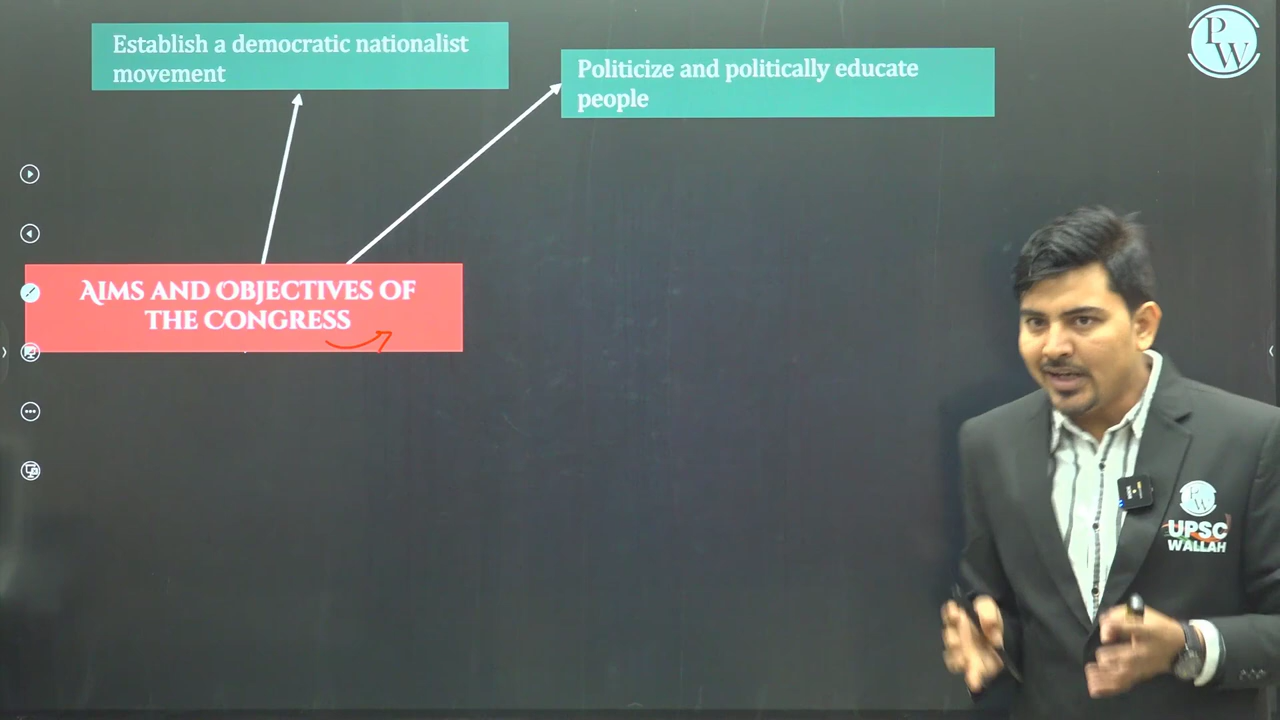 Establish a democratic nationalist
movement
Politicize and politically educate
people
PW
AIMS AND OBJECTIVES OF
THE CONGRESS
PW
UPSC
WALLAH